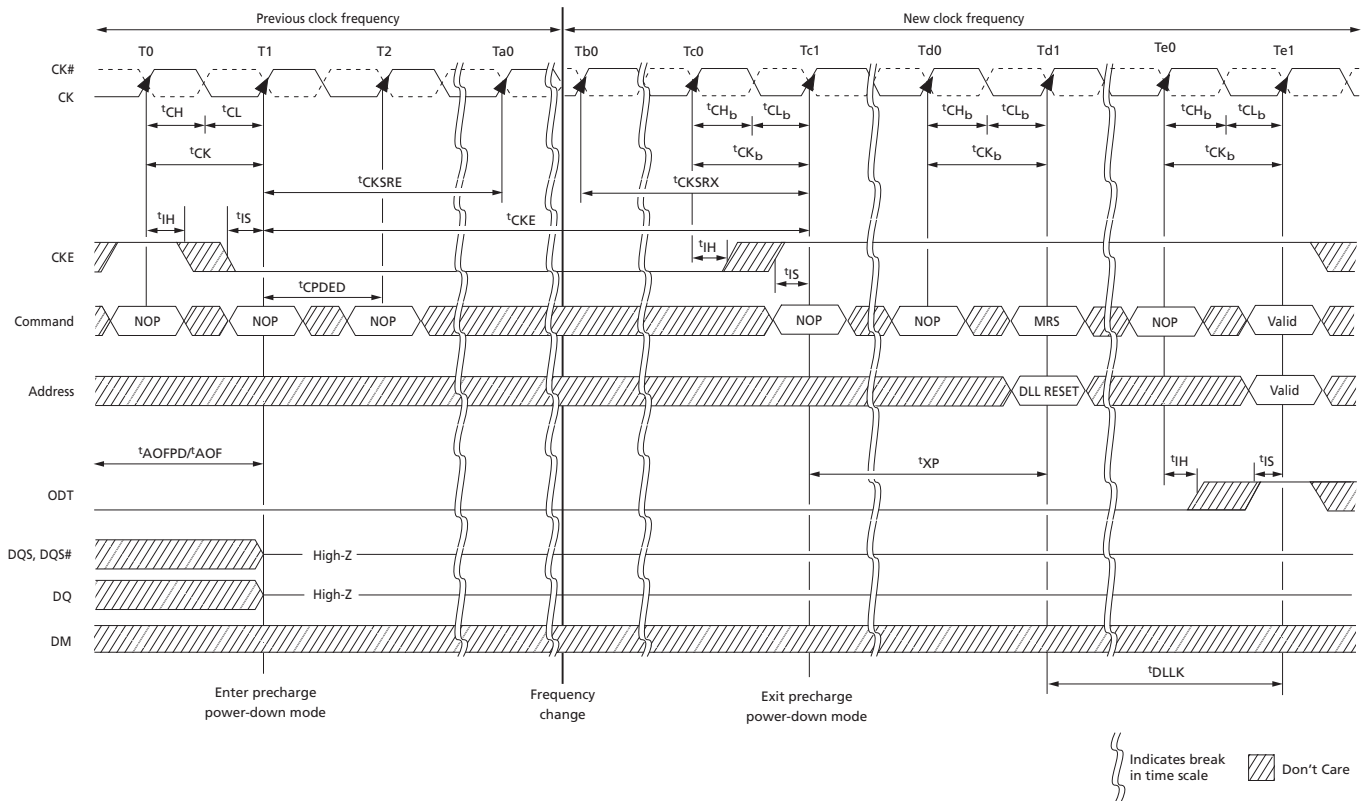 Previous clock frequency New clock frequency
T0 T1 T2 Ta0 Tb0 Tc0 Tc1 Td0 Td1 Te0 Te1
CK#
CK
tCH tCL tCHb tCLb tCHb tCLb tCHb tCLb
tCK tCKb tCKb tCKb
tCKSRE tCKSRX
tIH tIS tCKE
CKE tIH
tIS
tCPDED
Command NOP NOP NOP NOP NOP MRS NOP Valid
Address DLL RESET Valid
tAOFPD/tAOF tXP tIH tIS
ODT
DQS, DQS# High-Z
DQ High-Z
DM
tDLLK
Enter precharge
power-down mode
Frequency
change
Exit precharge
power-down mode
Indicates break
in time scale
Don't Care